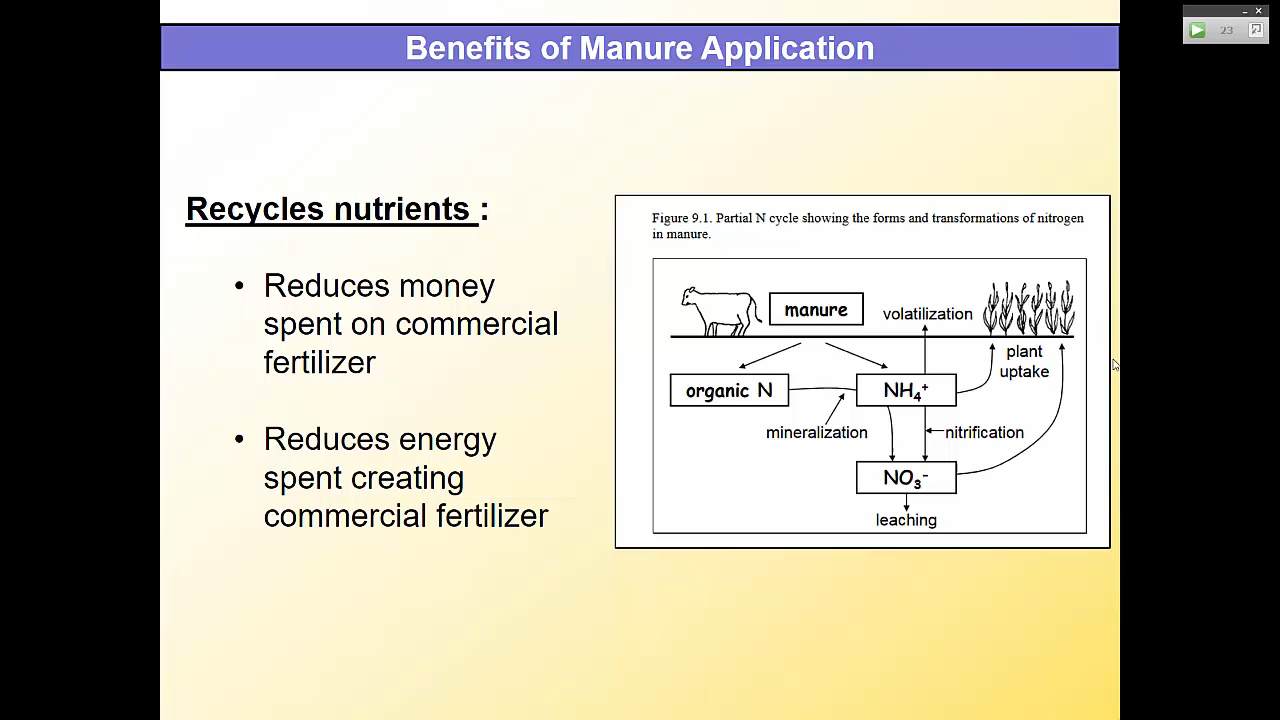 Benefits of Manure Application
23
Recycles nutrients :
• Reduces money
spent on commercial
fertilizer
• Reduces energy
spent creating
commercial fertilizer
Figure 9.1. Partial N cycle showing the forms and transformations of nitrogen
in manure.
manure
volatilization
plant
uptake
organic N
NH₄⁺
mineralization
nitrification
NO₃⁻
leaching